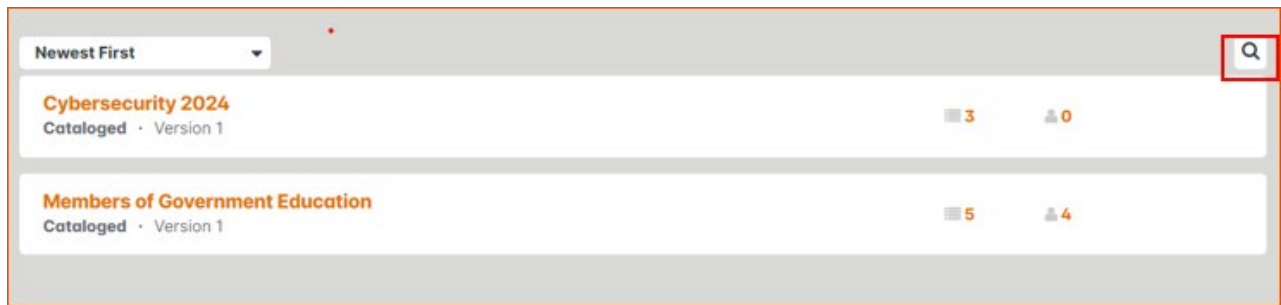 Newest First
Cybersecurity 2024
Cataloged · Version 1
3
0
Members of Government Education
Cataloged · Version 1
5
4